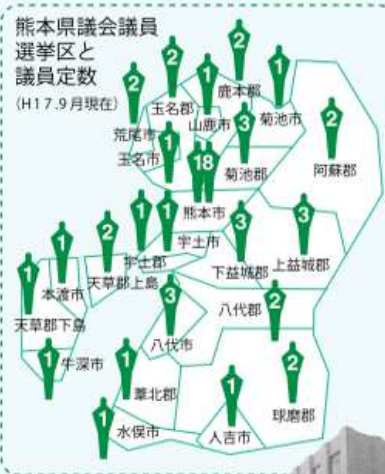 熊本県議会議員
選挙区と
議員定数
(H17.9月現在)
2
鹿本郡
2
玉名郡
1
山鹿市
1
菊池市
2
荒尾市
1
玉名市
3
菊池郡
2
阿蘇郡
18
熊本市
1
宇土郡
1
宇土市
3
下益城郡
3
上益城郡
2
天草郡上島
1
本渡市
1
天草郡下島
3
八代市
2
八代郡
1
牛深市
1
葦北郡
1
水俣市
1
人吉市
2
球磨郡